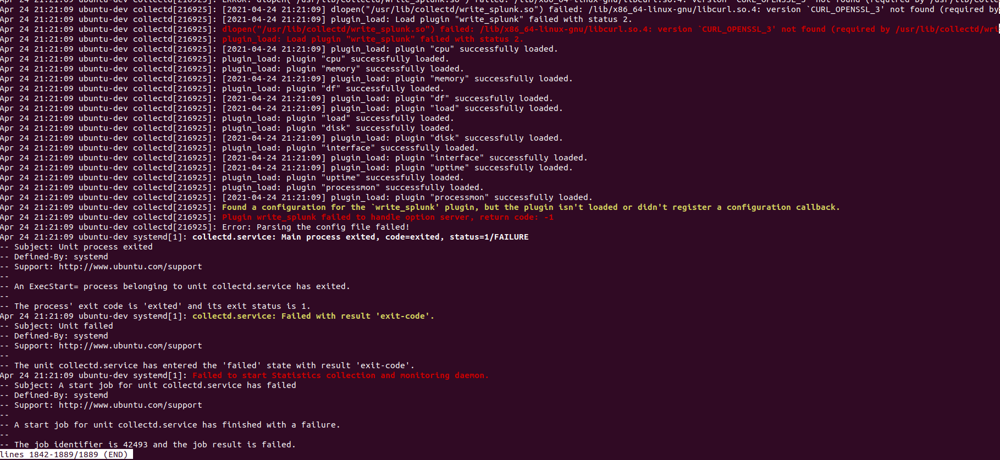 Apr 24 21:21:09 ubuntu-dev collectd[216925]: ERROR: dlopen("/usr/lib/collectd/write_splunk.so") failed: /lib/x86_64-linux-gnu/libcurl.so.4: version `CURL_OPENSSL_3' not found (required by /usr/lib/colle
Apr 24 21:21:09 ubuntu-dev collectd[216925]: [2021-04-24 21:21:09] dlopen("/usr/lib/collectd/write_splunk.so") failed: /lib/x86_64-linux-gnu/libcurl.so.4: version `CURL_OPENSSL_3' not found (required by
Apr 24 21:21:09 ubuntu-dev collectd[216925]: [2021-04-24 21:21:09] plugin_load: Load plugin "write_splunk" failed with status 2.
Apr 24 21:21:09 ubuntu-dev collectd[216925]: dlopen("/usr/lib/collectd/write_splunk.so") failed: /lib/x86_64-linux-gnu/libcurl.so.4: version `CURL_OPENSSL_3' not found (required by /usr/lib/collectd/wri
Apr 24 21:21:09 ubuntu-dev collectd[216925]: plugin_load: Load plugin "write_splunk" failed with status 2.
Apr 24 21:21:09 ubuntu-dev collectd[216925]: [2021-04-24 21:21:09] plugin_load: plugin "cpu" successfully loaded.
Apr 24 21:21:09 ubuntu-dev collectd[216925]: plugin_load: plugin "cpu" successfully loaded.
Apr 24 21:21:09 ubuntu-dev collectd[216925]: plugin_load: plugin "memory" successfully loaded.
Apr 24 21:21:09 ubuntu-dev collectd[216925]: [2021-04-24 21:21:09] plugin_load: plugin "memory" successfully loaded.
Apr 24 21:21:09 ubuntu-dev collectd[216925]: plugin_load: plugin "df" successfully loaded.
Apr 24 21:21:09 ubuntu-dev collectd[216925]: [2021-04-24 21:21:09] plugin_load: plugin "df" successfully loaded.
Apr 24 21:21:09 ubuntu-dev collectd[216925]: [2021-04-24 21:21:09] plugin_load: plugin "load" successfully loaded.
Apr 24 21:21:09 ubuntu-dev collectd[216925]: plugin_load: plugin "load" successfully loaded.
Apr 24 21:21:09 ubuntu-dev collectd[216925]: plugin_load: plugin "disk" successfully loaded.
Apr 24 21:21:09 ubuntu-dev collectd[216925]: [2021-04-24 21:21:09] plugin_load: plugin "disk" successfully loaded.
Apr 24 21:21:09 ubuntu-dev collectd[216925]: plugin_load: plugin "interface" successfully loaded.
Apr 24 21:21:09 ubuntu-dev collectd[216925]: [2021-04-24 21:21:09] plugin_load: plugin "interface" successfully loaded.
Apr 24 21:21:09 ubuntu-dev collectd[216925]: [2021-04-24 21:21:09] plugin_load: plugin "uptime" successfully loaded.
Apr 24 21:21:09 ubuntu-dev collectd[216925]: plugin_load: plugin "uptime" successfully loaded.
Apr 24 21:21:09 ubuntu-dev collectd[216925]: plugin_load: plugin "processmon" successfully loaded.
Apr 24 21:21:09 ubuntu-dev collectd[216925]: [2021-04-24 21:21:09] plugin_load: plugin "processmon" successfully loaded.
Apr 24 21:21:09 ubuntu-dev collectd[216925]: Found a configuration for the `write_splunk' plugin, but the plugin isn't loaded or didn't register a configuration callback.
Apr 24 21:21:09 ubuntu-dev collectd[216925]: Plugin write_splunk failed to handle option server, return code: -1
Apr 24 21:21:09 ubuntu-dev collectd[216925]: Error: Parsing the config file failed!
Apr 24 21:21:09 ubuntu-dev systemd[1]: collectd.service: Main process exited, code=exited, status=1/FAILURE
-- Subject: Unit process exited
-- Defined-By: systemd
-- Support: http://www.ubuntu.com/support
--
-- An ExecStart= process belonging to unit collectd.service has exited.
--
-- The process' exit code is 'exited' and its exit status is 1.
Apr 24 21:21:09 ubuntu-dev systemd[1]: collectd.service: Failed with result 'exit-code'.
-- Subject: Unit failed
-- Defined-By: systemd
-- Support: http://www.ubuntu.com/support
--
-- The unit collectd.service has entered the 'failed' state with result 'exit-code'.
Apr 24 21:21:09 ubuntu-dev systemd[1]: Failed to start Statistics collection and monitoring daemon.
-- Subject: A start job for unit collectd.service has failed
-- Defined-By: systemd
-- Support: http://www.ubuntu.com/support
--
-- A start job for unit collectd.service has finished with a failure.
--
-- The job identifier is 42493 and the job result is failed.
lines 1842-1889/1889 (END)